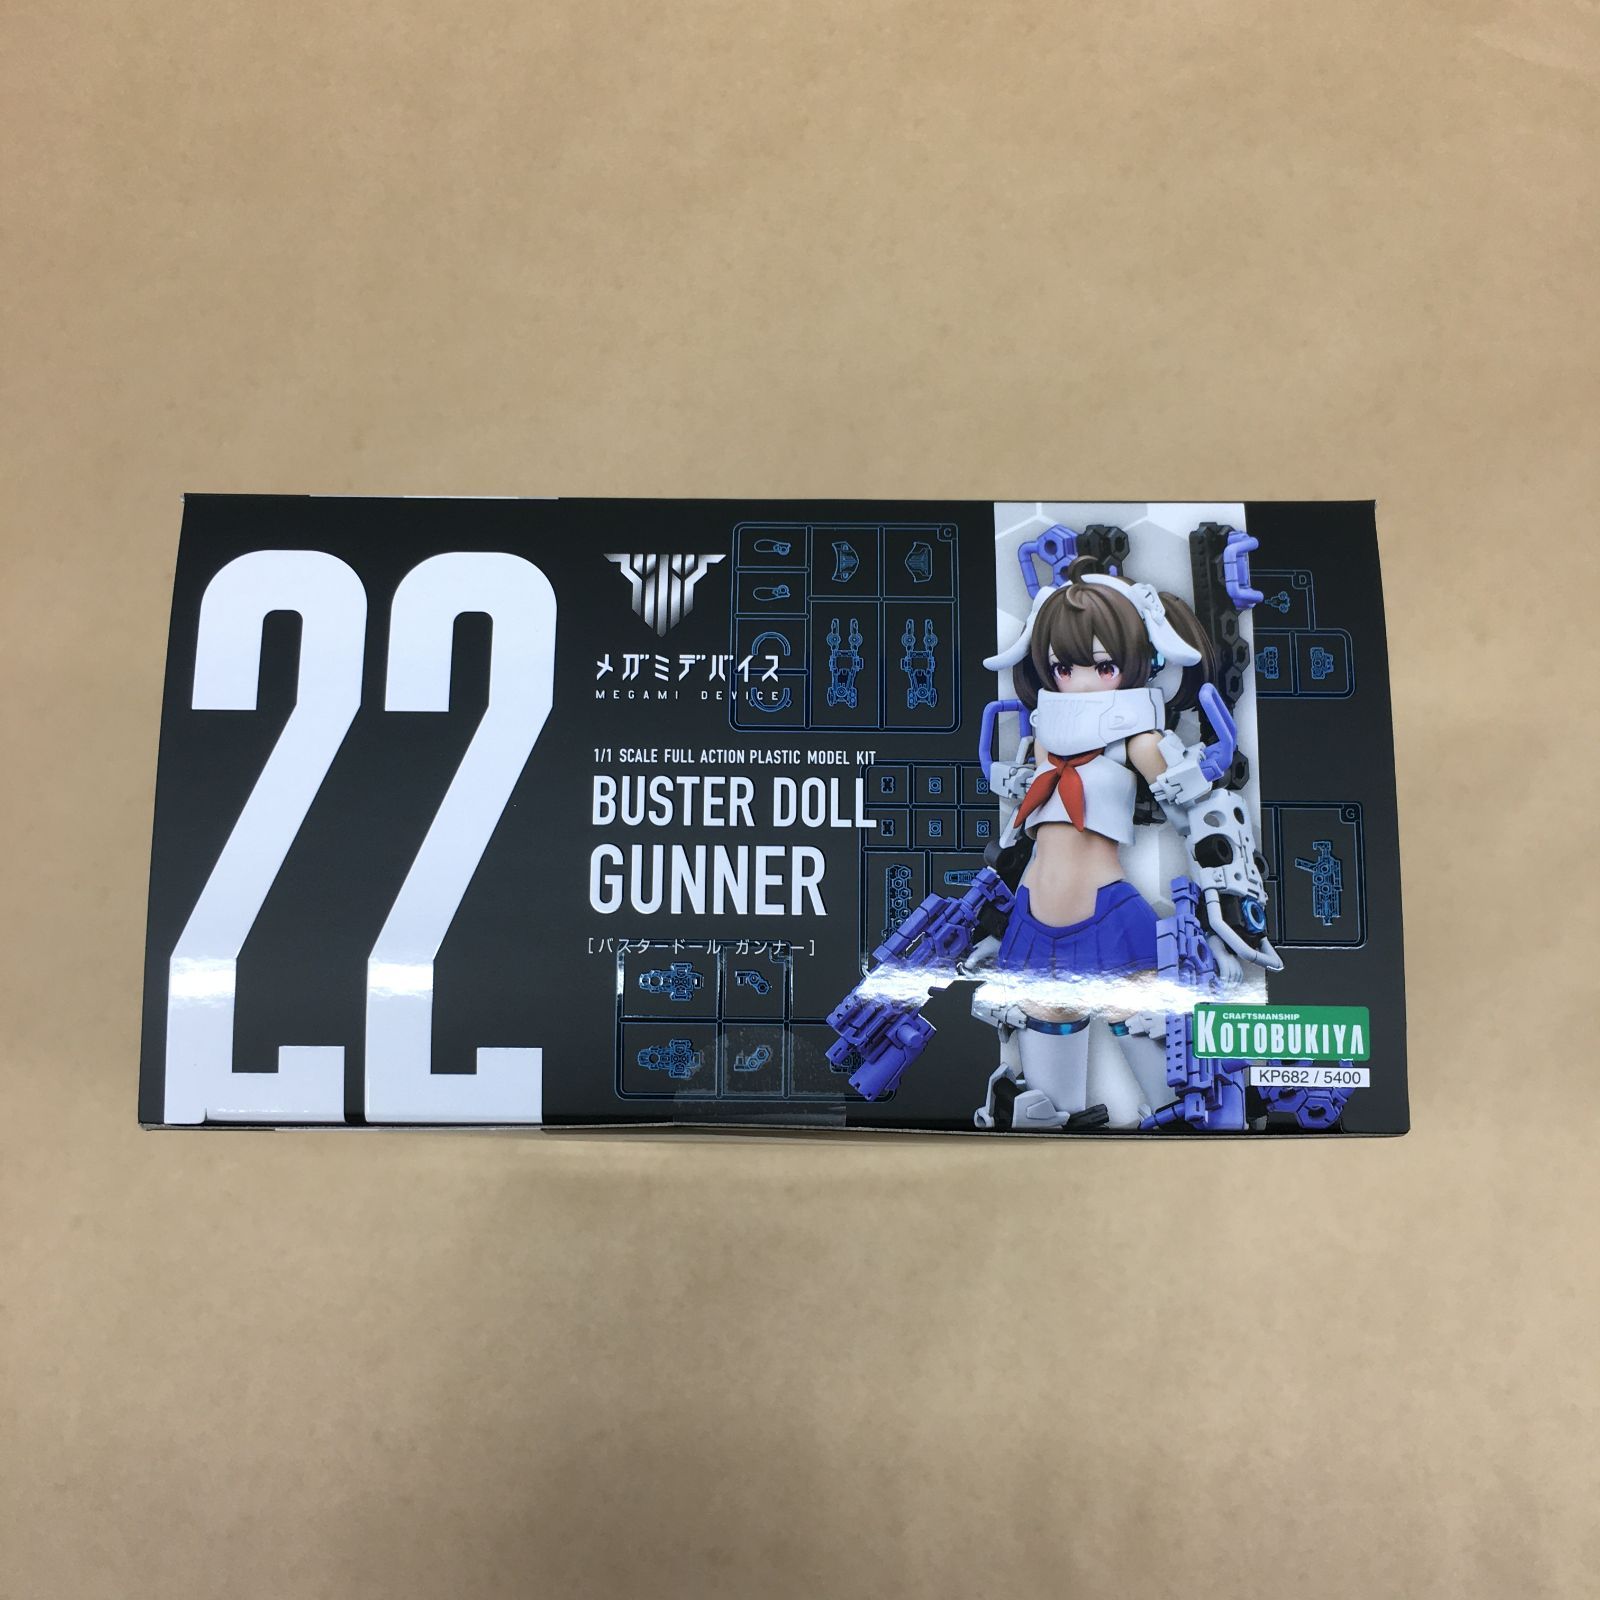 22
メガミデバイス
MEGAMI DEVICE
1/1 SCALE FULL ACTION PLASTIC MODEL KIT
BUSTER DOLL
GUNNER
[バスタードール ガンナー]
C
D
G
CRAFTSMANSHIP
KOTOBUKIYA
KP682 / 5400